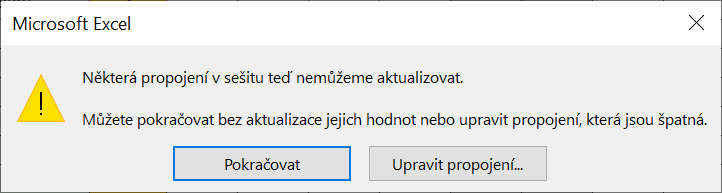 Microsoft Excel
Některá propojení v sešitu teď nemůžeme aktualizovat.
Můžete pokračovat bez aktualizace jejich hodnot nebo upravit propojení, která jsou špatná.
Pokračovat
Upravit propojení...